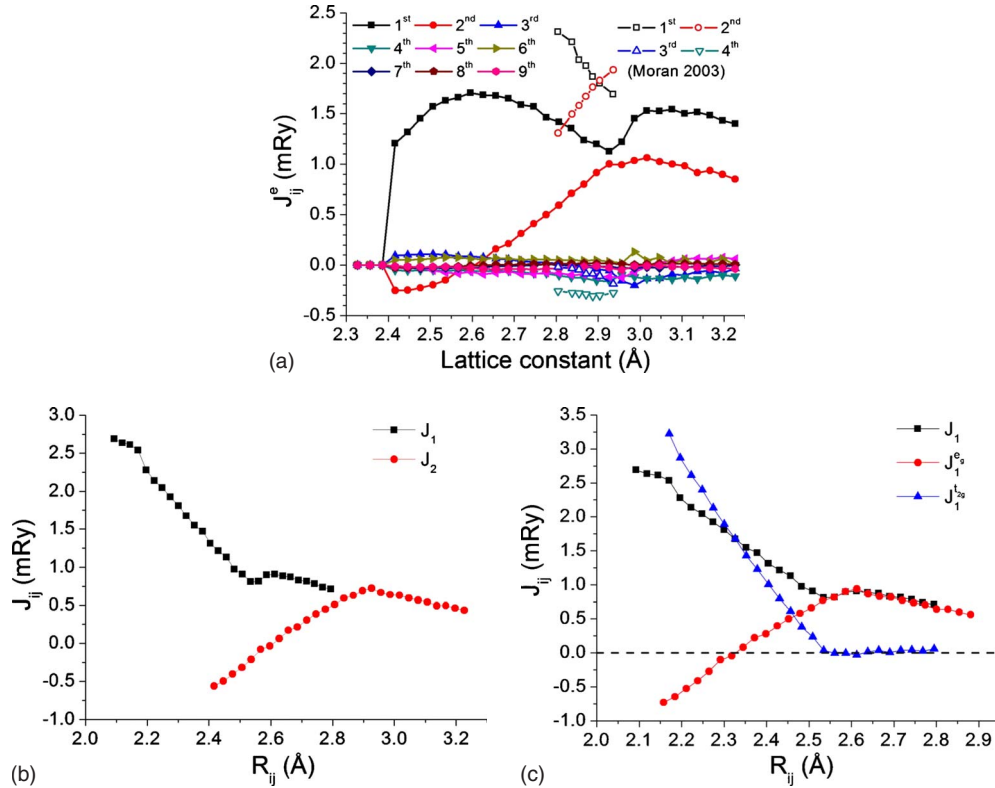 2.5
2.0
1.5
1.0
0.5
0.0
-0.5
J_ij^e (mRy)
1st 2nd 3rd
4th 5th 6th
7th 8th 9th
1st 2nd
3rd 4th
(Moran 2003)
2.3 2.4 2.5 2.6 2.7 2.8 2.9 3.0 3.1 3.2
Lattice constant (Å)
(a)
3.0
2.5
2.0
1.5
1.0
0.5
0.0
-0.5
-1.0
J_ij (mRy)
J_1
J_2
2.0 2.2 2.4 2.6 2.8 3.0 3.2
R_ij (Å)
(b)
3.5
3.0
2.5
2.0
1.5
1.0
0.5
0.0
-0.5
-1.0
J_ij (mRy)
J_1
J_1^eg
J_1^t2g
2.0 2.1 2.2 2.3 2.4 2.5 2.6 2.7 2.8 2.9
R_ij (Å)
(c)